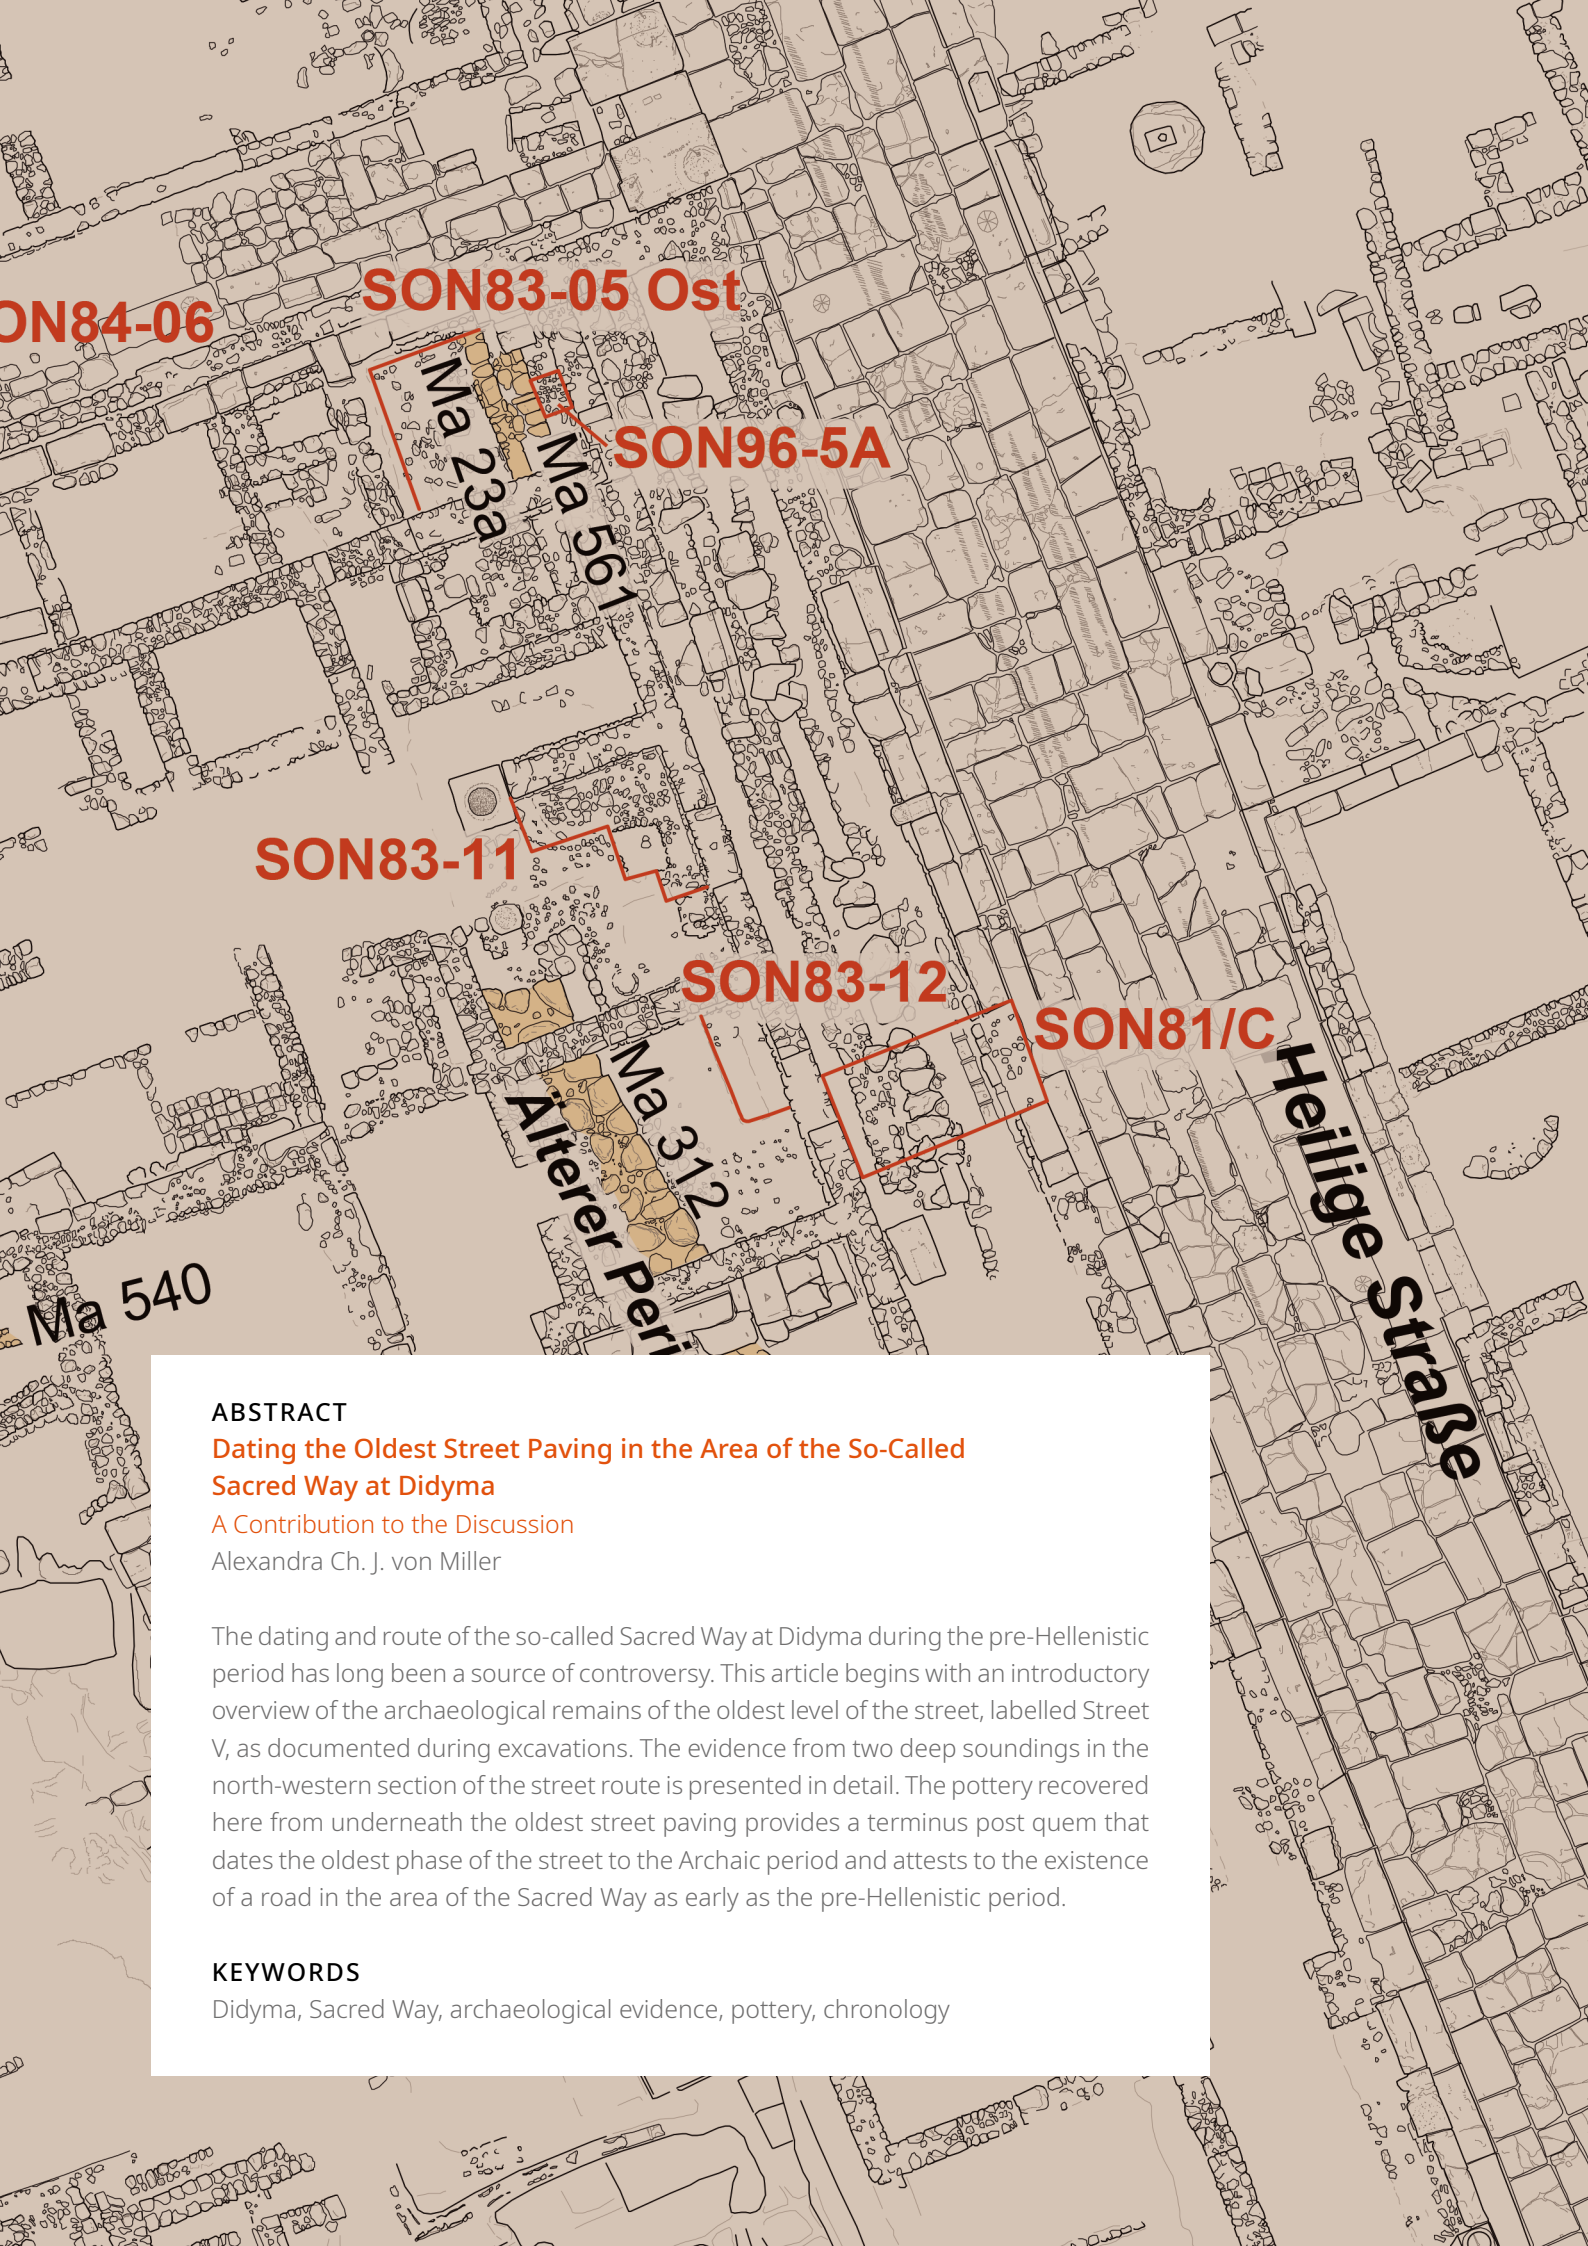 SON83-05 Ost
ON84-06
Ma 23a
SON96-5A
Ma 561
SON83-11
SON83-12
SON81/C
Ma 312
Älterer Peri
Heilige Straße
Ma 540
ABSTRACT
Dating the Oldest Street Paving in the Area of the So-Called
Sacred Way at Didyma
A Contribution to the Discussion
Alexandra Ch. J. von Miller
The dating and route of the so-called Sacred Way at Didyma during the pre-Hellenistic
period has long been a source of controversy. This article begins with an introductory
overview of the archaeological remains of the oldest level of the street, labelled Street
V, as documented during excavations. The evidence from two deep soundings in the
north-western section of the street route is presented in detail. The pottery recovered
here from underneath the oldest street paving provides a terminus post quem that
dates the oldest phase of the street to the Archaic period and attests to the existence
of a road in the area of the Sacred Way as early as the pre-Hellenistic period.
KEYWORDS
Didyma, Sacred Way, archaeological evidence, pottery, chronology